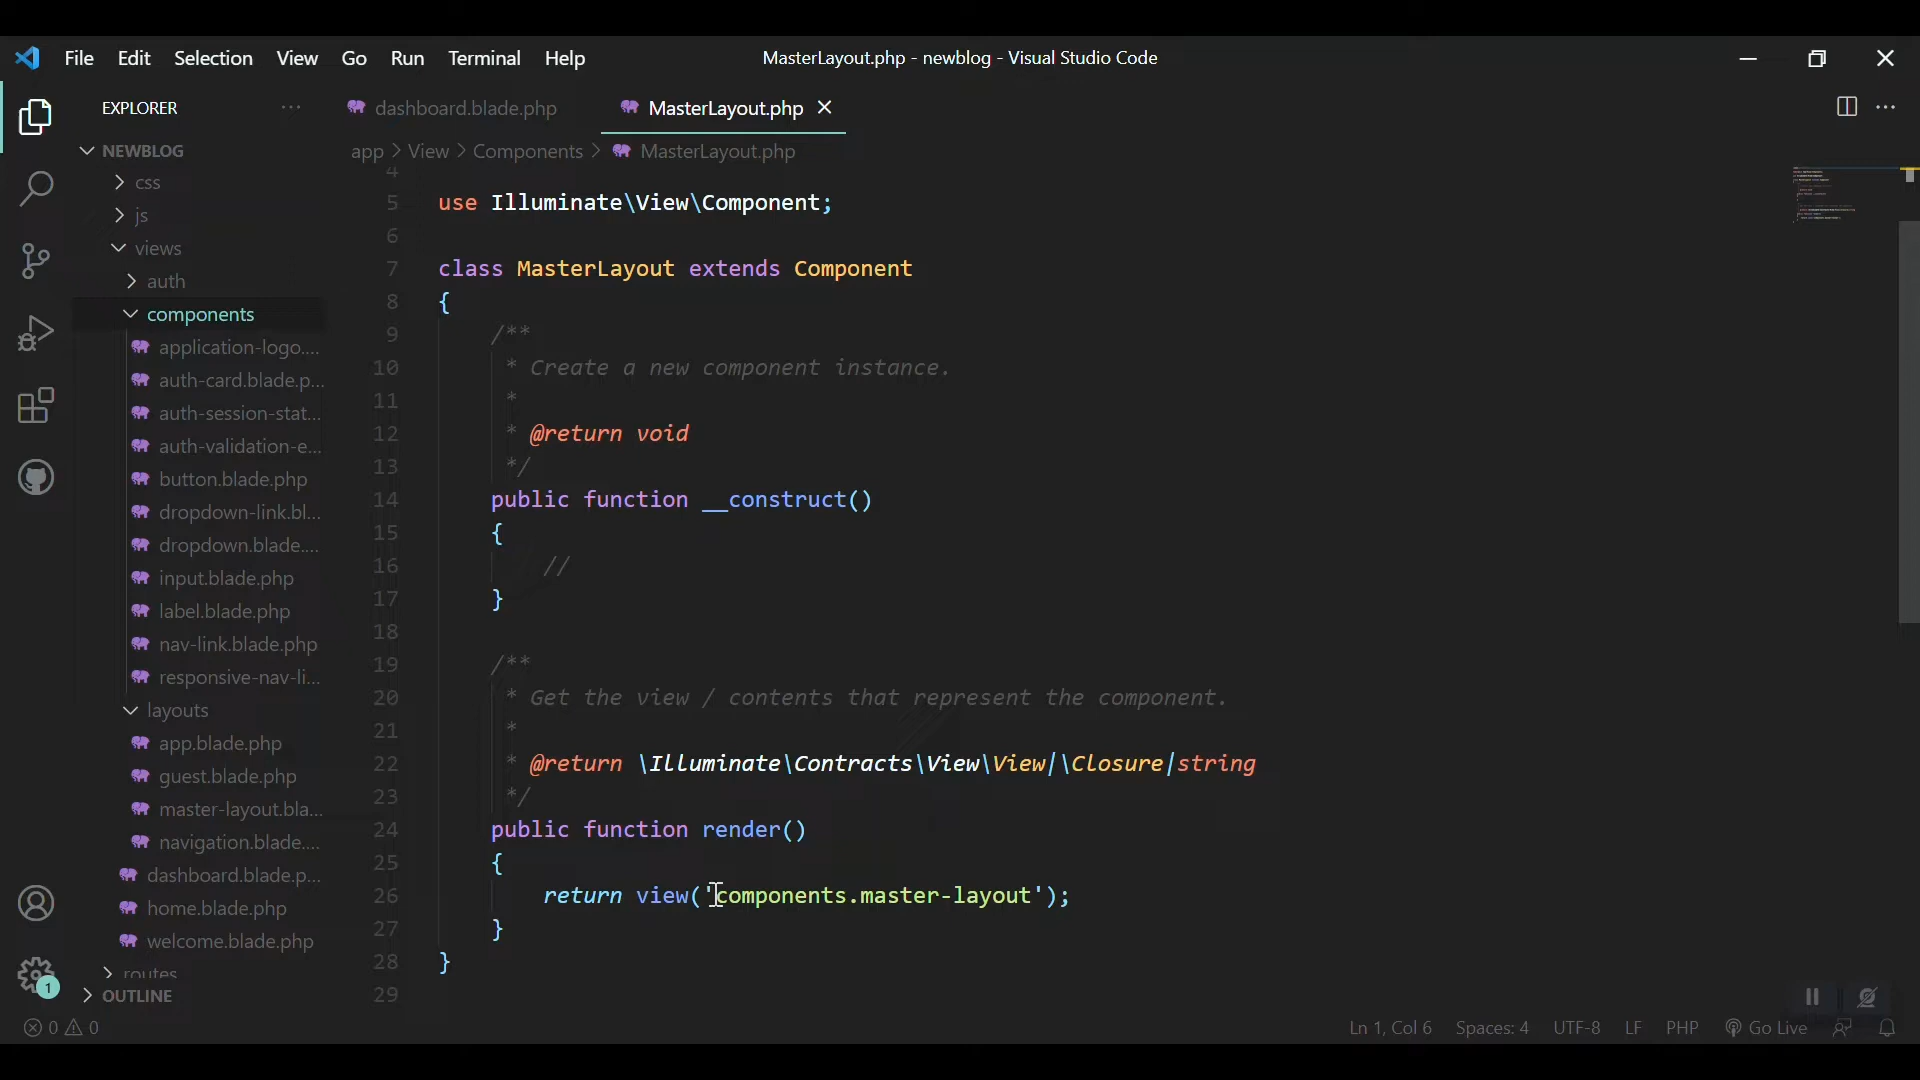 File Edit Selection View Go Run Terminal Help MasterLayout.php - newblog - Visual Studio Code
EXPLORER ··· dashboard.blade.php MasterLayout.php
app > View > Components > MasterLayout.php
NEWBLOG
css
js
views
auth
components
application-logo....
auth-card.blade.p...
auth-session-stat...
auth-validation-e...
button.blade.php
dropdown-link.bl...
dropdown.blade....
input.blade.php
label.blade.php
nav-link.blade.php
responsive-nav-li...
layouts
app.blade.php
guest.blade.php
master-layout.bla...
navigation.blade....
dashboard.blade.p...
home.blade.php
welcome.blade.php
routes
OUTLINE
4
5 use Illuminate\View\Component;
6
7 class MasterLayout extends Component
8 {
9 /**
10 * Create a new component instance.
11 *
12 * @return void
13 */
14 public function __construct()
15 {
16 //
17 }
18
19 /**
20 * Get the view / contents that represent the component.
21 *
22 * @return \Illuminate\Contracts\View\View|\Closure|string
23 */
24 public function render()
25 {
26 return view('components.master-layout');
27 }
28 }
29
1
0 0 Ln 1, Col 6 Spaces: 4 UTF-8 LF PHP Go Live